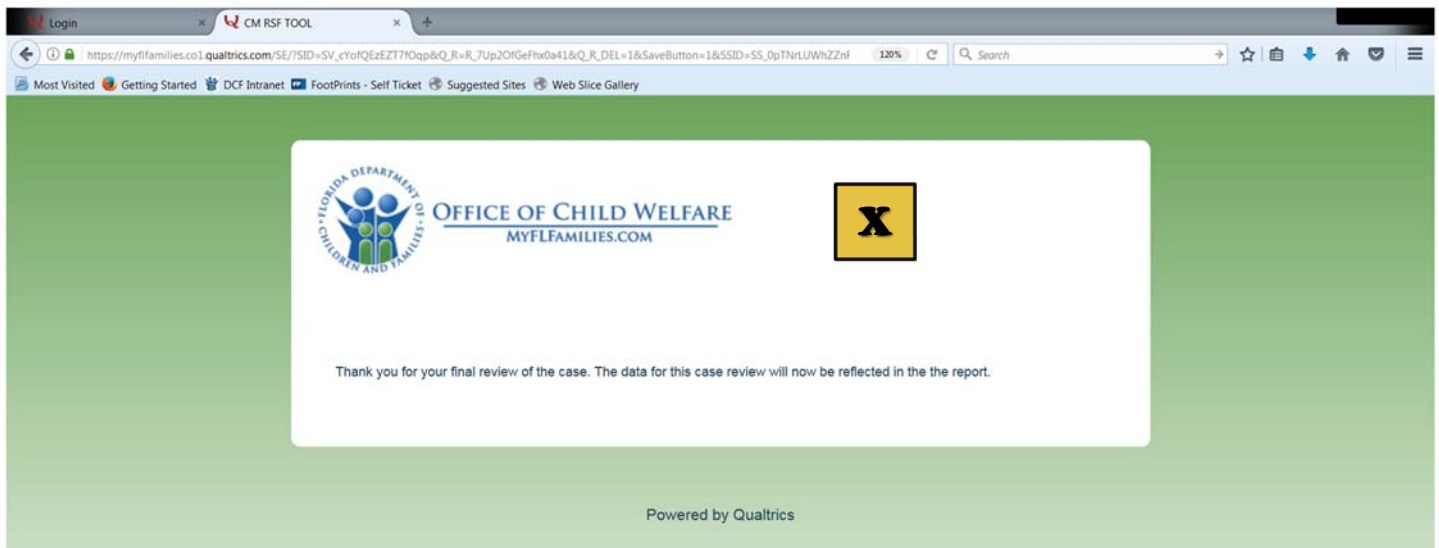 Login
CM RSF TOOL
https://myflfamilies.co1.qualtrics.com/SE/?SID=SV_cYofQEzEZT7fOqp&Q_R=R_7Up2OfGeFhx0a41&Q_R_DEL=1&SaveButton=1&SSID=SS_0pTNrLUWhZZnF 120% Search
Most Visited Getting Started DCF Intranet FootPrints - Self Ticket Suggested Sites Web Slice Gallery
FLORIDA DEPARTMENT OF CHILDREN AND FAMILIES
OFFICE OF CHILD WELFARE
MYFLFAMILIES.COM
X
Thank you for your final review of the case. The data for this case review will now be reflected in the the report.
Powered by Qualtrics